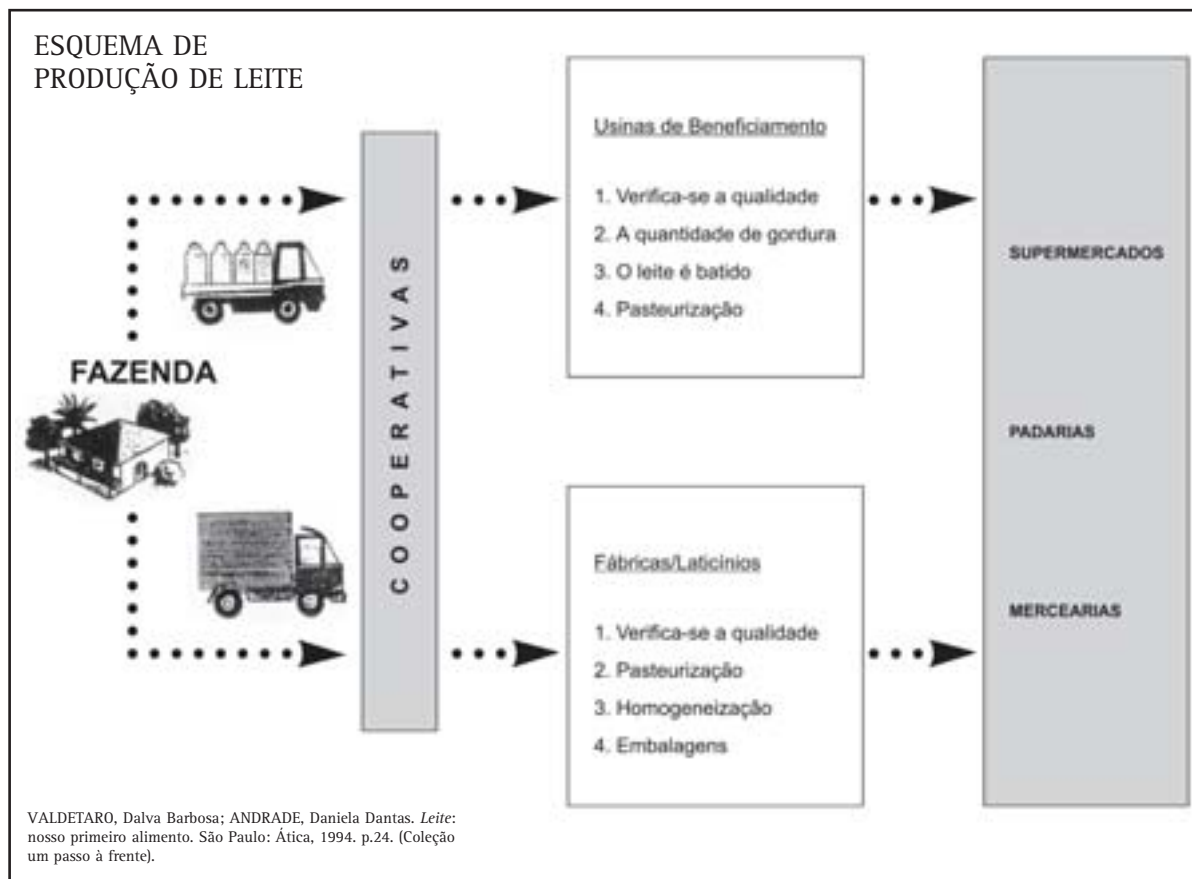 ESQUEMA DE
PRODUÇÃO DE LEITE
FAZENDA
COOPERATIVAS
Usinas de Beneficiamento
1. Verifica-se a qualidade
2. A quantidade de gordura
3. O leite é batido
4. Pasteurização
Fábricas/Laticínios
1. Verifica-se a qualidade
2. Pasteurização
3. Homogeneização
4. Embalagens
SUPERMERCADOS
PADARIAS
MERCEARIAS
VALDETARO, Dalva Barbosa; ANDRADE, Daniela Dantas. Leite:
nosso primeiro alimento. São Paulo: Ática, 1994. p.24. (Coleção
um passo à frente).